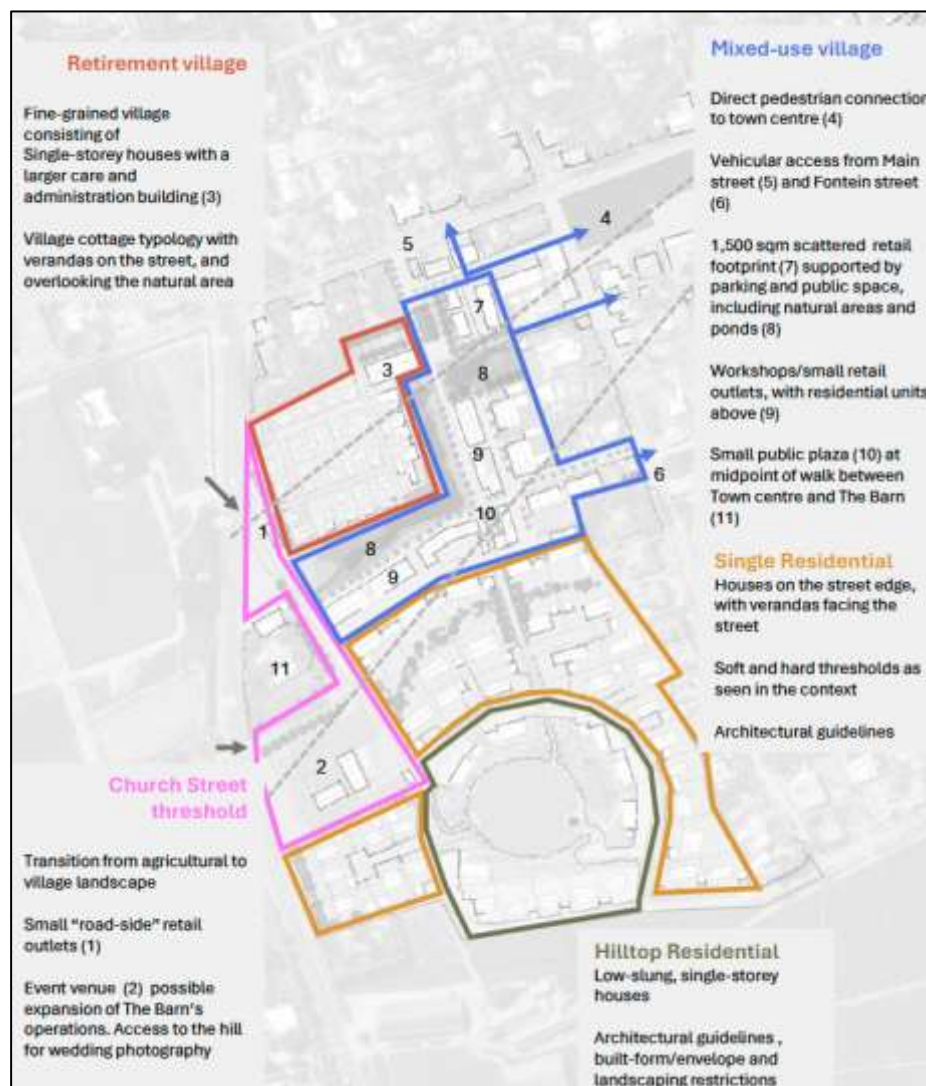 Retirement village
Fine-grained village
consisting of
Single-storey houses with a
larger care and
administration building (3)
Village cottage typology with
verandas on the street, and
overlooking the natural area
Mixed-use village
Direct pedestrian connection
to town centre (4)
Vehicular access from Main
street (5) and Fontein street
(6)
1,500 sqm scattered retail
footprint (7) supported by
parking and public space,
including natural areas and
ponds (8)
Workshops/small retail
outlets, with residential units
above (9)
Small public plaza (10) at
midpoint of walk between
Town centre and The Barn
(11)
Single Residential
Houses on the street edge,
with verandas facing the
street
Soft and hard thresholds as
seen in the context
Architectural guidelines
4
5
7
3
8
9
6
10
1
8
9
11
2
Church Street
threshold
Transition from agricultural to
village landscape
Small "road-side" retail
outlets (1)
Event venue (2) possible
expansion of The Barn's
operations. Access to the hill
for wedding photography
Hilltop Residential
Low-slung, single-storey
houses
Architectural guidelines ,
built-form/envelope and
landscaping restrictions